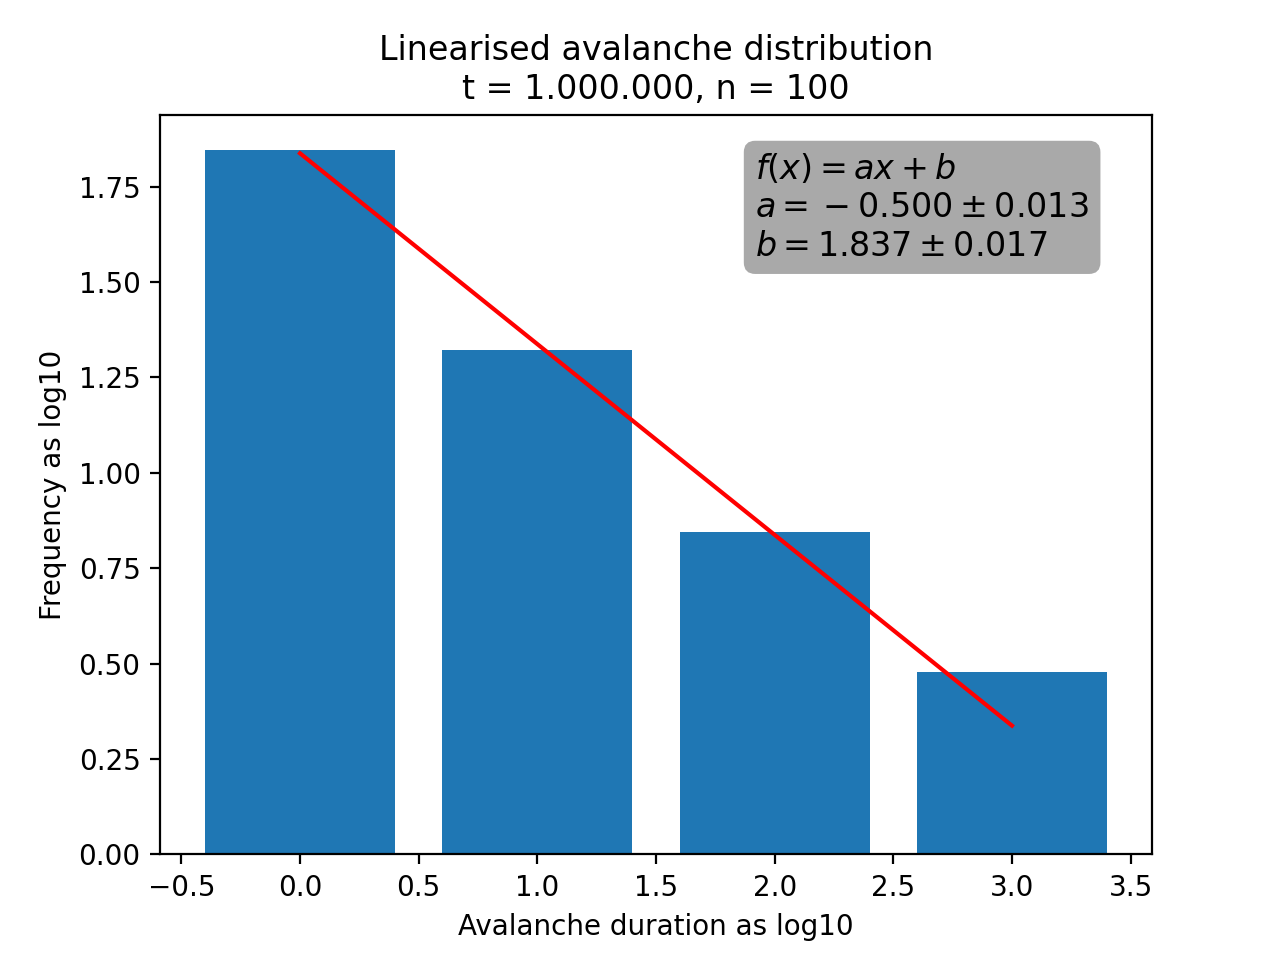 Linearised avalanche distribution
t = 1.000.000, n = 100
f(x) = ax + b
a = − 0.500 ± 0.013
b = 1.837 ± 0.017
Frequency as log10
1.75
1.50
1.25
1.00
0.75
0.50
0.25
0.00
−0.5 0.0 0.5 1.0 1.5 2.0 2.5 3.0 3.5
Avalanche duration as log10